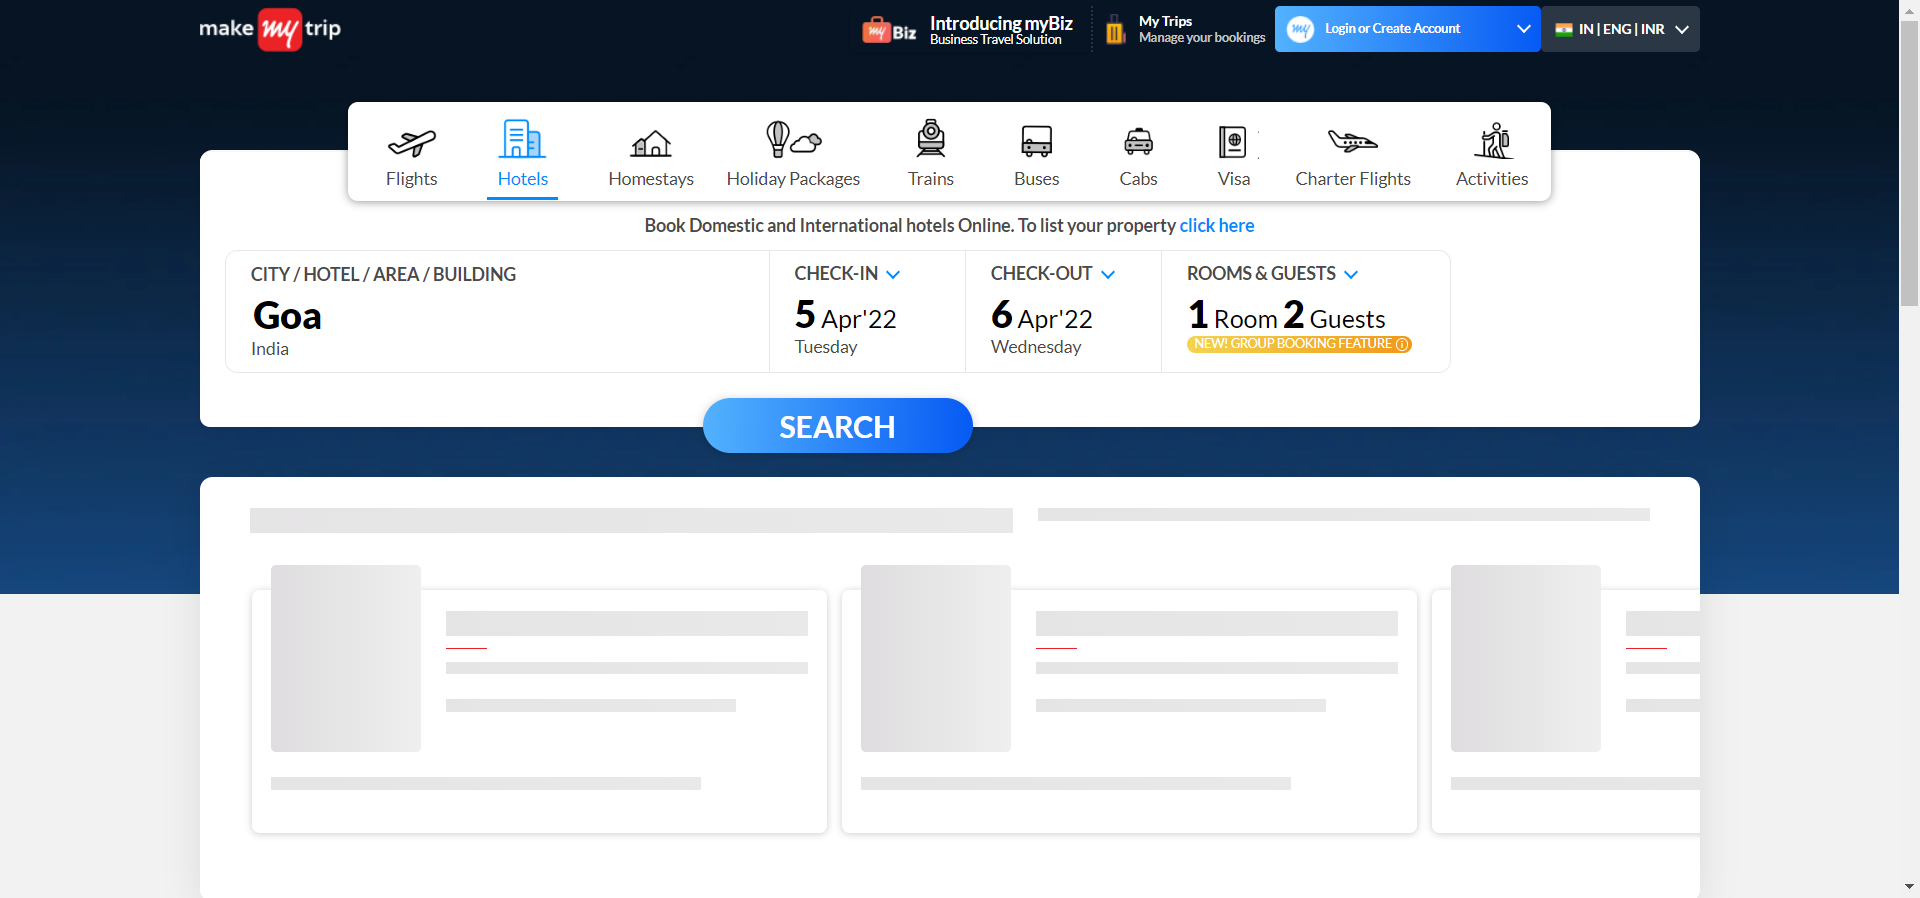 make my trip
my Biz
Introducing myBiz
Business Travel Solution
My Trips
Manage your bookings
my
Login or Create Account
IN | ENG | INR
Flights
Hotels
Homestays
Holiday Packages
Trains
Buses
Cabs
Visa
Charter Flights
Activities
Book Domestic and International hotels Online. To list your property click here
CITY / HOTEL / AREA / BUILDING
Goa
India
CHECK-IN
5 Apr'22
Tuesday
CHECK-OUT
6 Apr'22
Wednesday
ROOMS & GUESTS
1 Room 2 Guests
NEW! GROUP BOOKING FEATURE
SEARCH